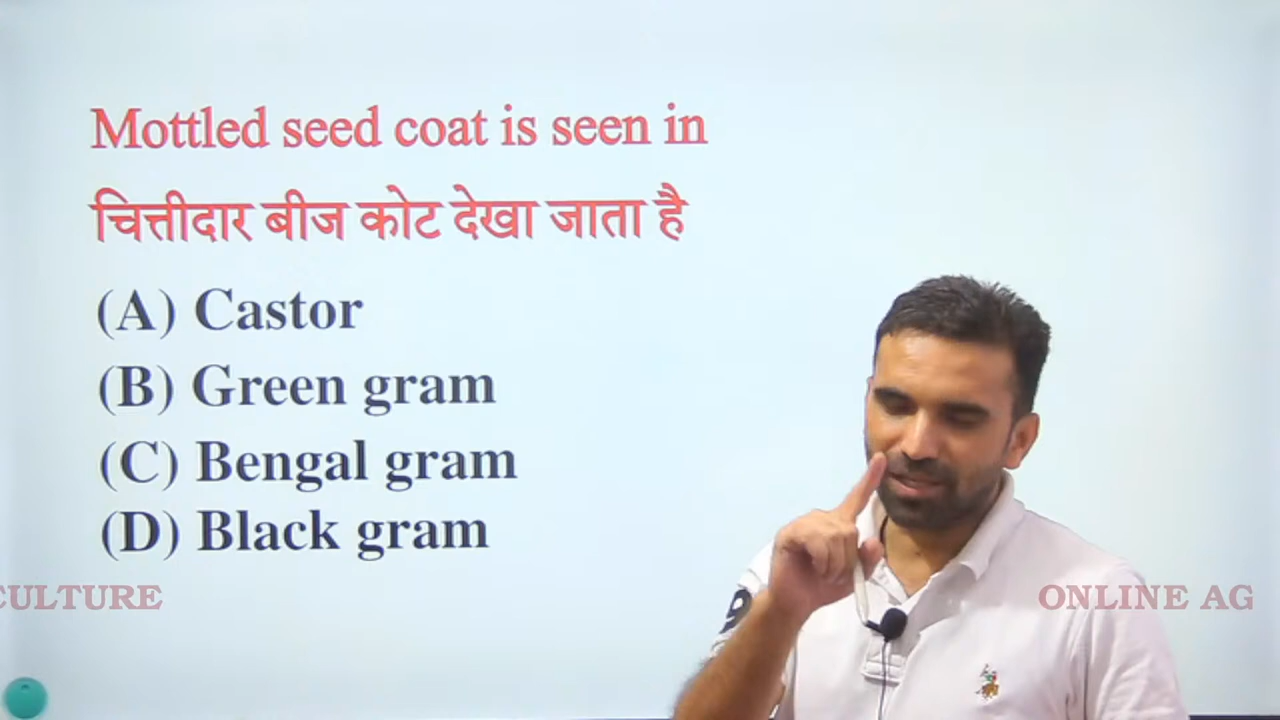 Mottled seed coat is seen in
चित्तीदार बीज कोट देखा जाता है
(A) Castor
(B) Green gram
(C) Bengal gram
(D) Black gram
CULTURE
ONLINE AG